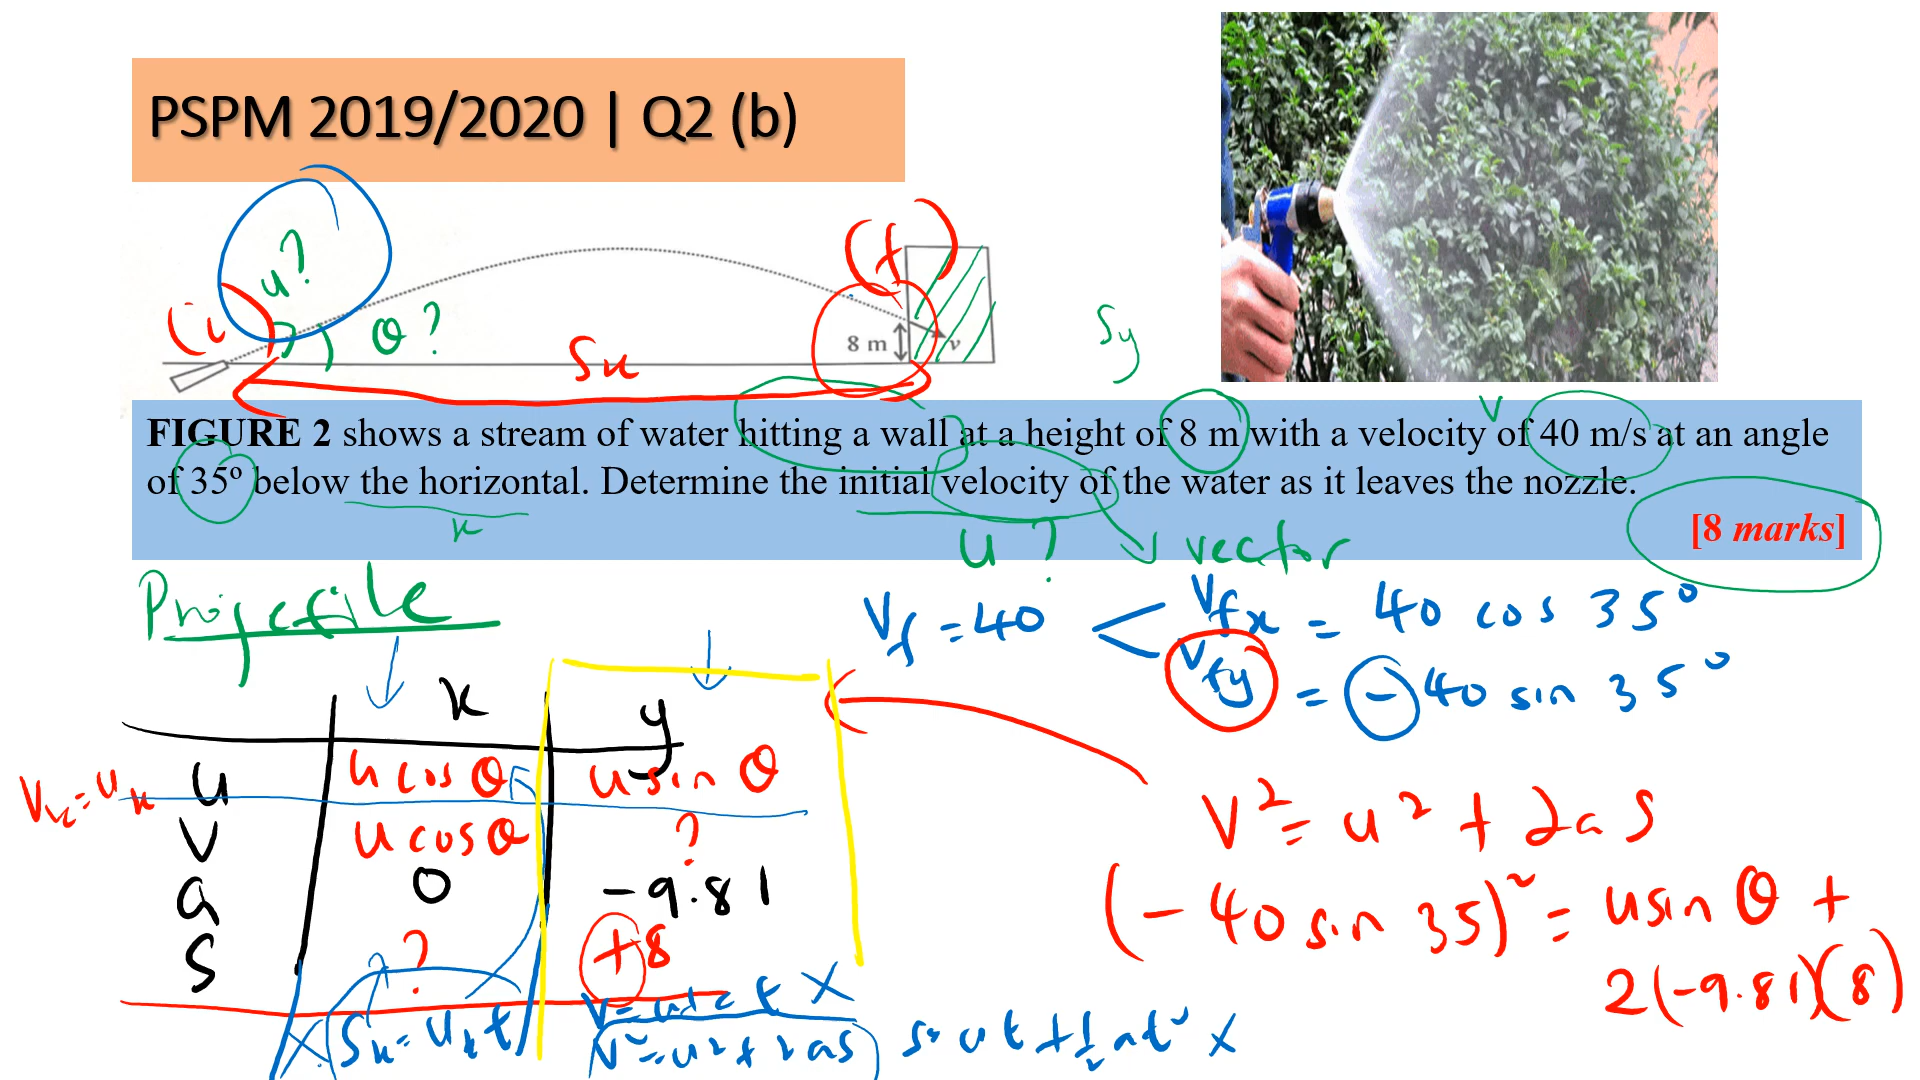 PSPM 2019/2020 | Q2 (b)
u?
(i)
θ?
(f)
8 m
v
Sx
Sy
v
FIGURE 2 shows a stream of water hitting a wall at a height of 8 m with a velocity of 40 m/s at an angle
of 35º below the horizontal. Determine the initial velocity of the water as it leaves the nozzle.
x
u ?
vector
[8 marks]
Projectile
Vf = 40 < Vfx = 40 cos 35°
Vfy = - 40 sin 35°
x y
Vx = ux
u u cos θ u sin θ
V u cos θ ?
a 0 -9.81
S ? +8
V² = u² + 2as
(-40 sin 35)² = u sin θ +
2(-9.81)(8)
X Sx = uxt
V = u + at X
V² = u² + 2as
s = ut + 1/2 at² X